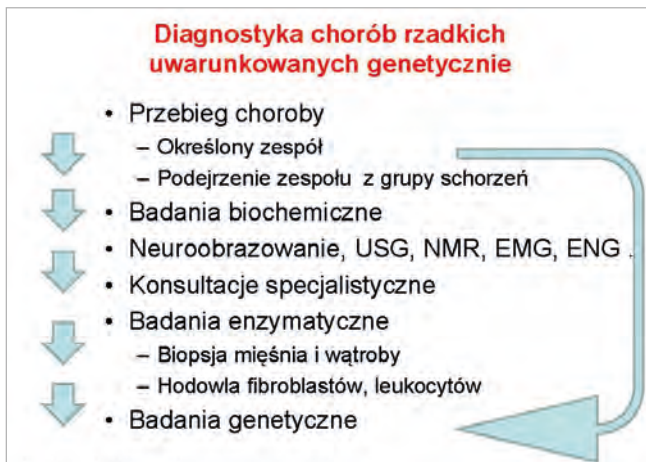 Diagnostyka chorób rzadkich
uwarunkowanych genetycznie
• Przebieg choroby
– Określony zespół
– Podejrzenie zespołu z grupy schorzeń
• Badania biochemiczne
• Neuroobrazowanie, USG, NMR, EMG, ENG .
• Konsultacje specjalistyczne
• Badania enzymatyczne
– Biopsja mięśnia i wątroby
– Hodowla fibroblastów, leukocytów
• Badania genetyczne